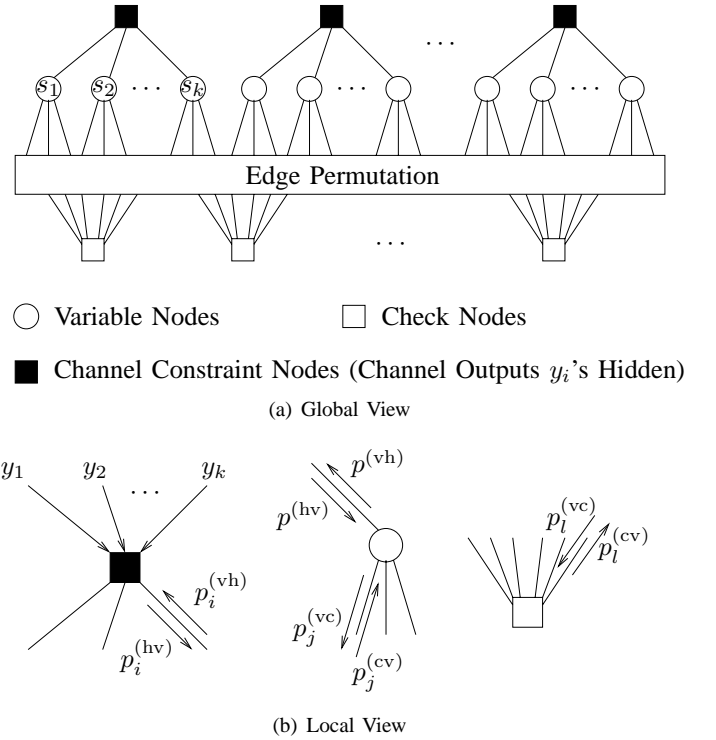 · · ·
s₁ s₂ · · · sₖ · · · · · ·
Edge Permutation
· · ·
Variable Nodes Check Nodes
Channel Constraint Nodes (Channel Outputs yᵢ's Hidden)
(a) Global View
y₁ y₂ · · · yₖ
p^(vh)
p^(hv)
pᵢ^(vh)
pᵢ^(hv)
pⱼ^(vc)
pⱼ^(cv)
pₗ^(vc)
pₗ^(cv)
(b) Local View